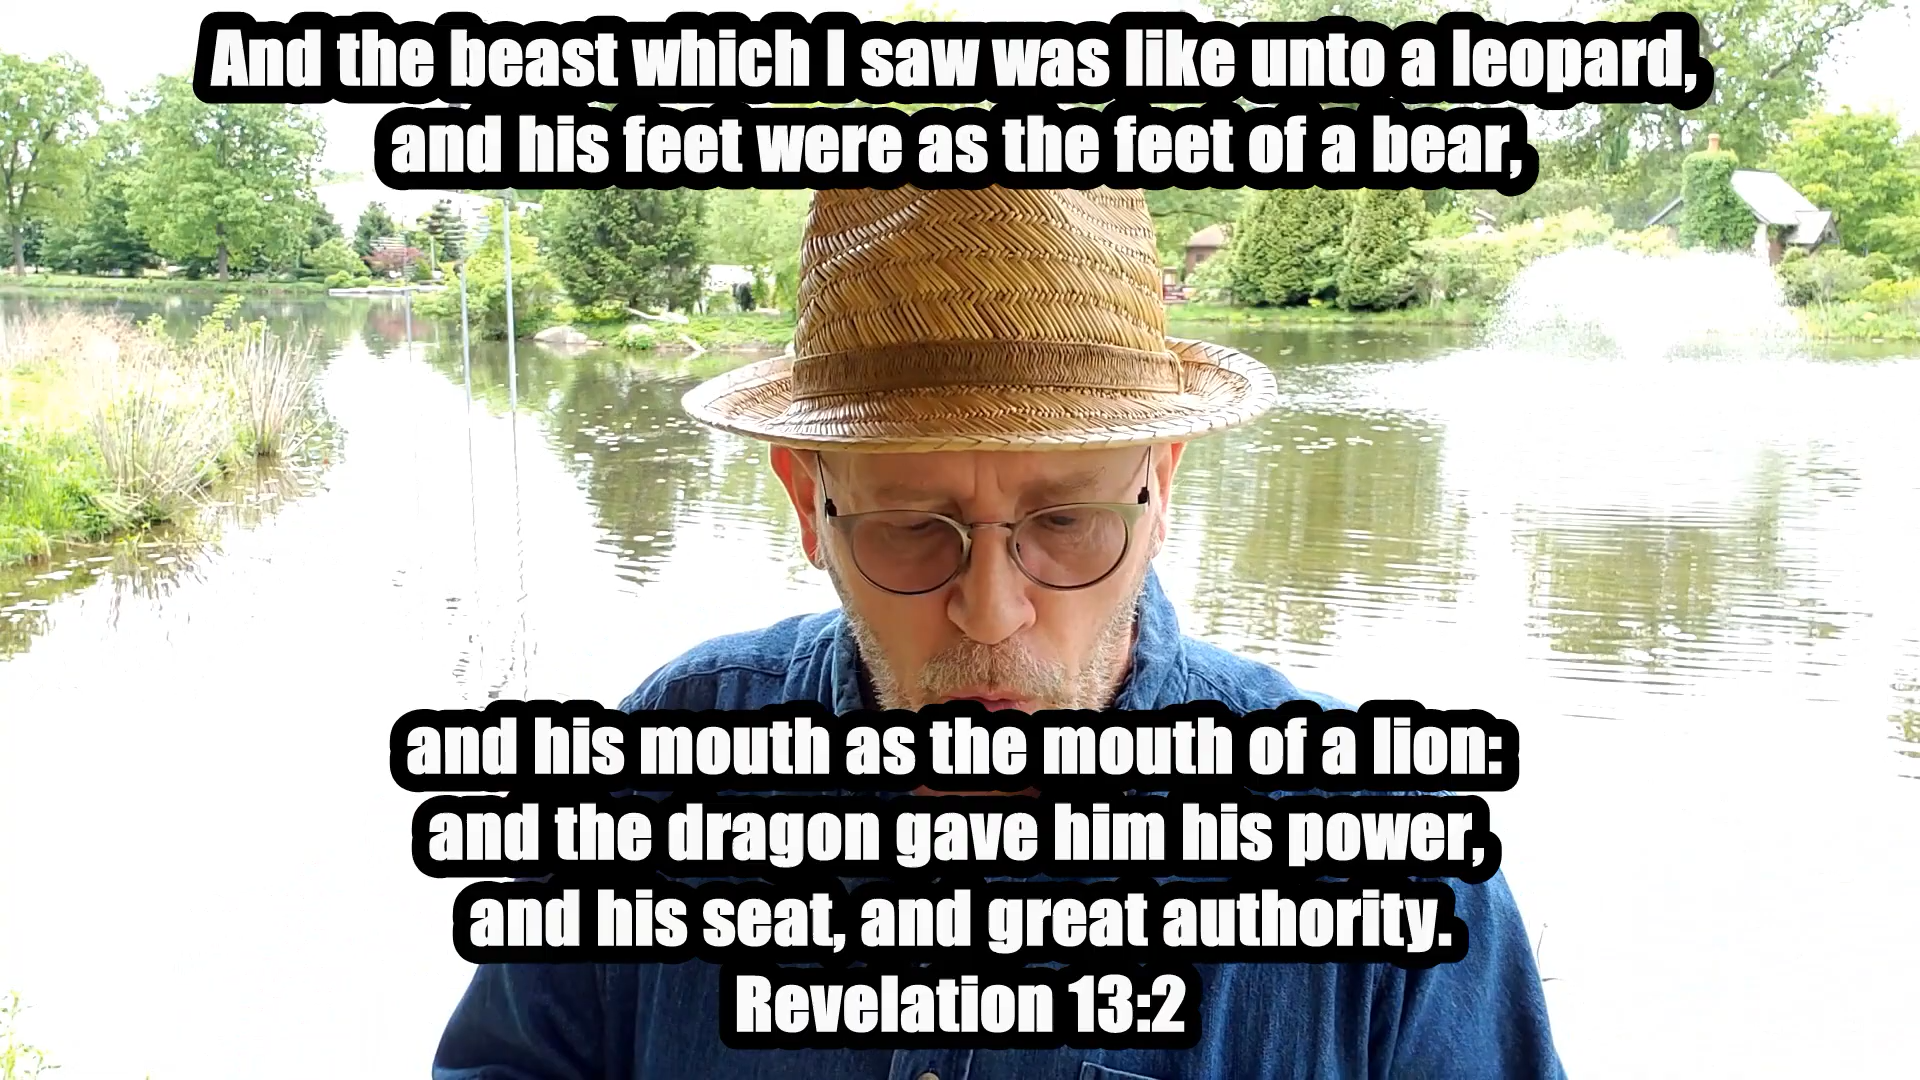 And the beast which I saw was like unto a leopard,
and his feet were as the feet of a bear,
and his mouth as the mouth of a lion:
and the dragon gave him his power,
and his seat, and great authority.
Revelation 13:2